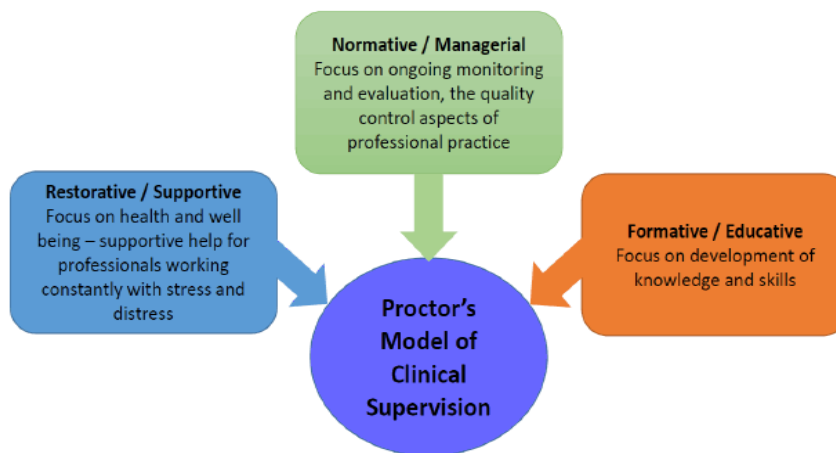 Normative / Managerial
Focus on ongoing monitoring
and evaluation, the quality
control aspects of
professional practice
Restorative / Supportive
Focus on health and well
being – supportive help for
professionals working
constantly with stress and
distress
Formative / Educative
Focus on development of
knowledge and skills
Proctor's
Model of
Clinical
Supervision